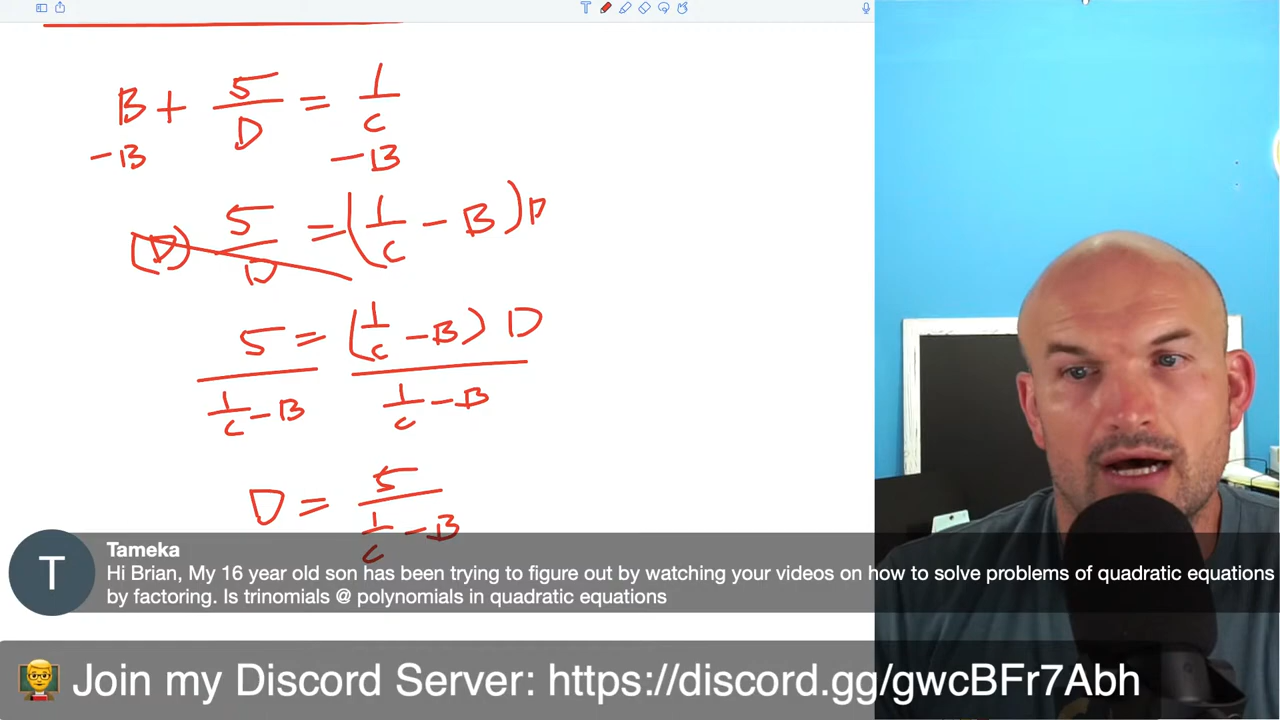 B + 5/D = 1/C
-B -B
(D) 5/D = (1/C - B) D
5 = (1/C - B) D
1/C - B 1/C - B
D = 5/(1/C - B)
T
Tameka
Hi Brian, My 16 year old son has been trying to figure out by watching your videos on how to solve problems of quadratic equations
by factoring. Is trinomials @ polynomials in quadratic equations
Join my Discord Server: https://discord.gg/gwcBFr7Abh